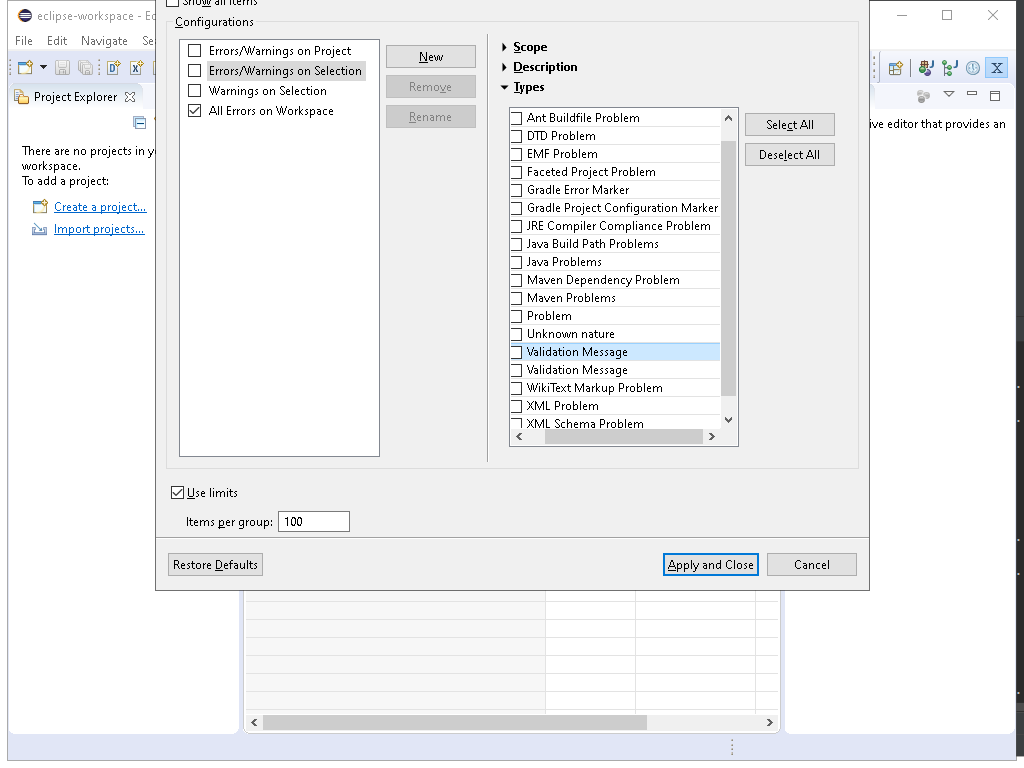 eclipse-workspace - Ec
File Edit Navigate Se
Project Explorer
There are no projects in y
workspace.
To add a project:
Create a project...
Import projects...
Show all items
Configurations
Errors/Warnings on Project
Errors/Warnings on Selection
Warnings on Selection
All Errors on Workspace
New
Remove
Rename
Scope
Description
Types
Ant Buildfile Problem
DTD Problem
EMF Problem
Faceted Project Problem
Gradle Error Marker
Gradle Project Configuration Marker
JRE Compiler Compliance Problem
Java Build Path Problems
Java Problems
Maven Dependency Problem
Maven Problems
Problem
Unknown nature
Validation Message
Validation Message
WikiText Markup Problem
XML Problem
XML Schema Problem
Select All
Deselect All
Use limits
Items per group: 100
Restore Defaults
Apply and Close
Cancel
ive editor that provides an